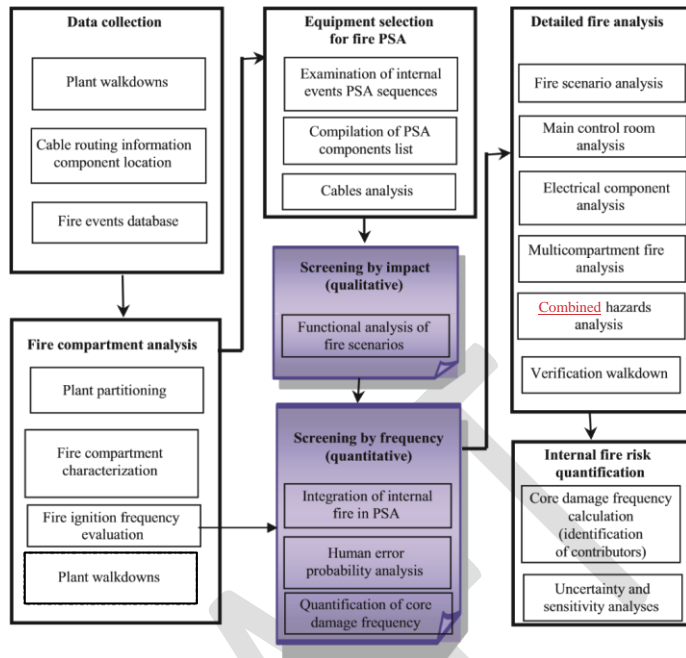 Data collection
Plant walkdowns
Cable routing information
component location
Fire events database
Fire compartment analysis
Plant partitioning
Fire compartment
characterization
Fire ignition frequency
evaluation
Plant walkdowns
Equipment selection
for fire PSA
Examination of internal
events PSA sequences
Compilation of PSA
components list
Cables analysis
Screening by impact
(qualitative)
Functional analysis of
fire scenarios
Screening by frequency
(quantitative)
Integration of internal
fire in PSA
Human error
probability analysis
Quantification of core
damage frequency
Detailed fire analysis
Fire scenario analysis
Main control room
analysis
Electrical component
analysis
Multicompartment fire
analysis
Combined hazards
analysis
Verification walkdown
Internal fire risk
quantification
Core damage frequency
calculation
(identification
of contributors)
Uncertainty and
sensitivity analyses